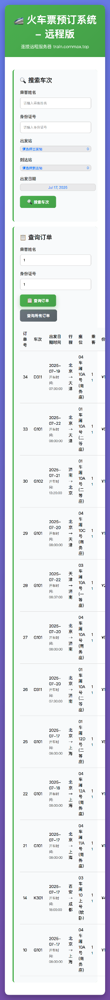 🚄 火车票预订系统
– 远程版
连接远程服务器 train.cornmax.top
🔍 搜索车次
乘客姓名
请输入乘客姓名
身份证号
请输入身份证号
出发站
请选择出发站
到达站
请选择到达站
出发日期
Jul 17, 2025
🔍 搜索车次
📋 查询订单
乘客姓名
1
身份证号
1
📋 查询订单
查询所有订单
订单号 车次 出发日期时间 行程 座位 乘客
34 D311 2025-07-19 开车时间: 07:30:00 北京 → 天津 04车厢 10A号 (商务座) 1 1 ¥1
33 G101 2025-07-22 开车时间: 08:00:00 北京 → 天津 01车厢 10A号 (二等座) 1 1
30 G102 2025-07-21 开车时间: 13:20:00 济南 → 北京 01车厢 10A号 (二等座) 1 1 ¥1
29 G101 2025-07-20 开车时间: 08:00:00 北京 → 天津 04车厢 10C号 (商务座) 1 1 ¥1
28 G101 2025-07-22 开车时间: 08:37:00 天津 → 济南 03车厢 10A号 (一等座) 1 1 ¥2
27 G101 2025-07-20 开车时间: 08:00:00 北京 → 济南 04车厢 10A号 (商务座) 1 1
26 D311 2025-07-20 开车时间: 07:30:00 北京 → 济南 01车厢 10A号 (二等座) 1 1 ¥1
25 G101 2025-07-17 开车时间: 08:00:00 北京 → 上海 01车厢 12D号 (二等座) 1 1
22 G101 2025-07-18 开车时间: 08:00:00 北京 → 上海 04车厢 12A号 (商务座) 1 1 ¥1
21 G101 2025-07-17 开车时间: 08:00:00 北京 → 上海 04车厢 11A号 (商务座) 1 1 ¥1
14 K301 2025-07-17 开车时间: 18:00:00 西安 → 成都 03车厢 10上号 (软卧) 1 1 ¥4
10 G101 2025-07-17 开车时间: 08:00:00 北京 → 上海 04车厢 10A号 (商务座) 1 1 ¥1